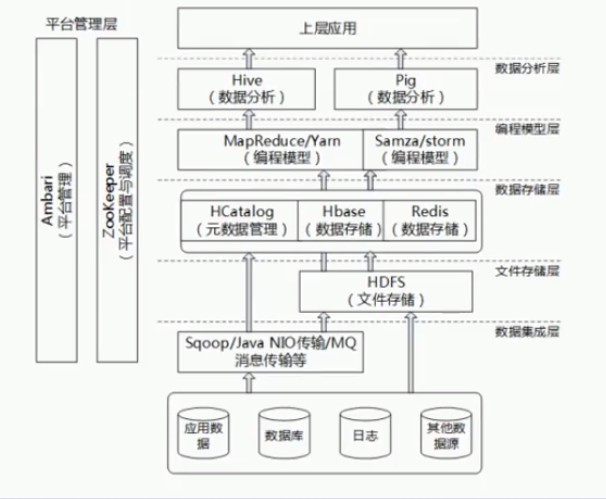 平台管理层
上层应用
数据分析层
Hive
（数据分析）
Pig
（数据分析）
编程模型层
MapReduce/Yarn
（编程模型）
Samza/storm
（编程模型）
数据存储层
HCatalog
（元数据管理）
Hbase
（数据存储）
Redis
（数据存储）
Ambari
（平台管理）
ZooKeeper
（平台配置与调度）
文件存储层
HDFS
（文件存储）
数据集成层
Sqoop/Java NIO传输/MQ
消息传输等
应用数
据
数据库
日志
其他数
据源